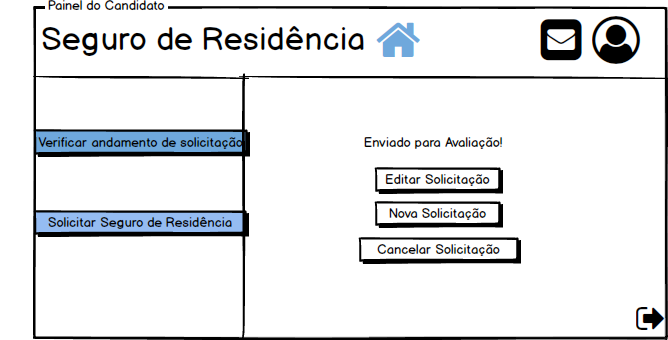 Painel do Candidato
Seguro de Residência
Verificar andamento de solicitação
Enviado para Avaliação!
Editar Solicitação
Nova Solicitação
Solicitar Seguro de Residência
Cancelar Solicitação